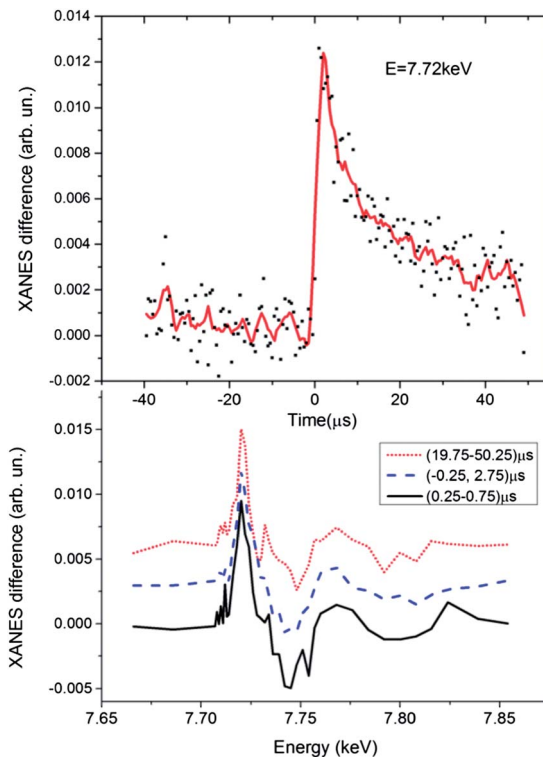 0.014
0.012
0.010
0.008
0.006
0.004
0.002
0.000
-0.002
XANES difference (arb. un.)
E=7.72keV
-40 -20 0 20 40
Time(μs)
0.015
0.010
0.005
0.000
-0.005
XANES difference (arb. un.)
(19.75-50.25)μs
(-0.25, 2.75)μs
(0.25-0.75)μs
7.65 7.70 7.75 7.80 7.85
Energy (keV)